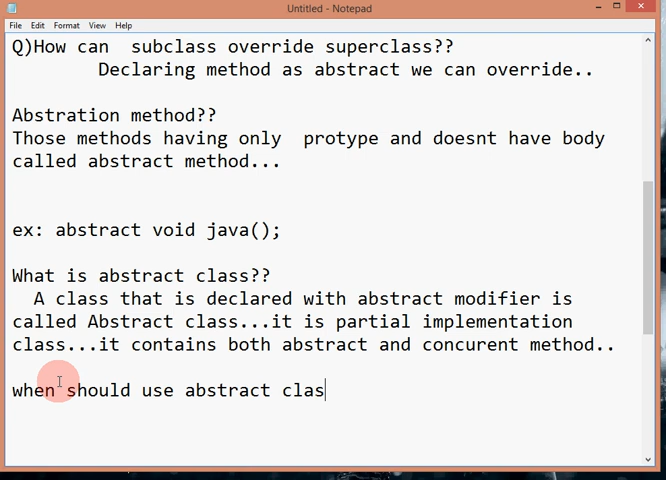 Untitled - Notepad
File Edit Format View Help
Q)How can subclass override superclass??
Declaring method as abstract we can override..
Abstration method??
Those methods having only protype and doesnt have body
called abstract method...
ex: abstract void java();
What is abstract class??
A class that is declared with abstract modifier is
called Abstract class...it is partial implementation
class...it contains both abstract and concurent method..
when should use abstract clas